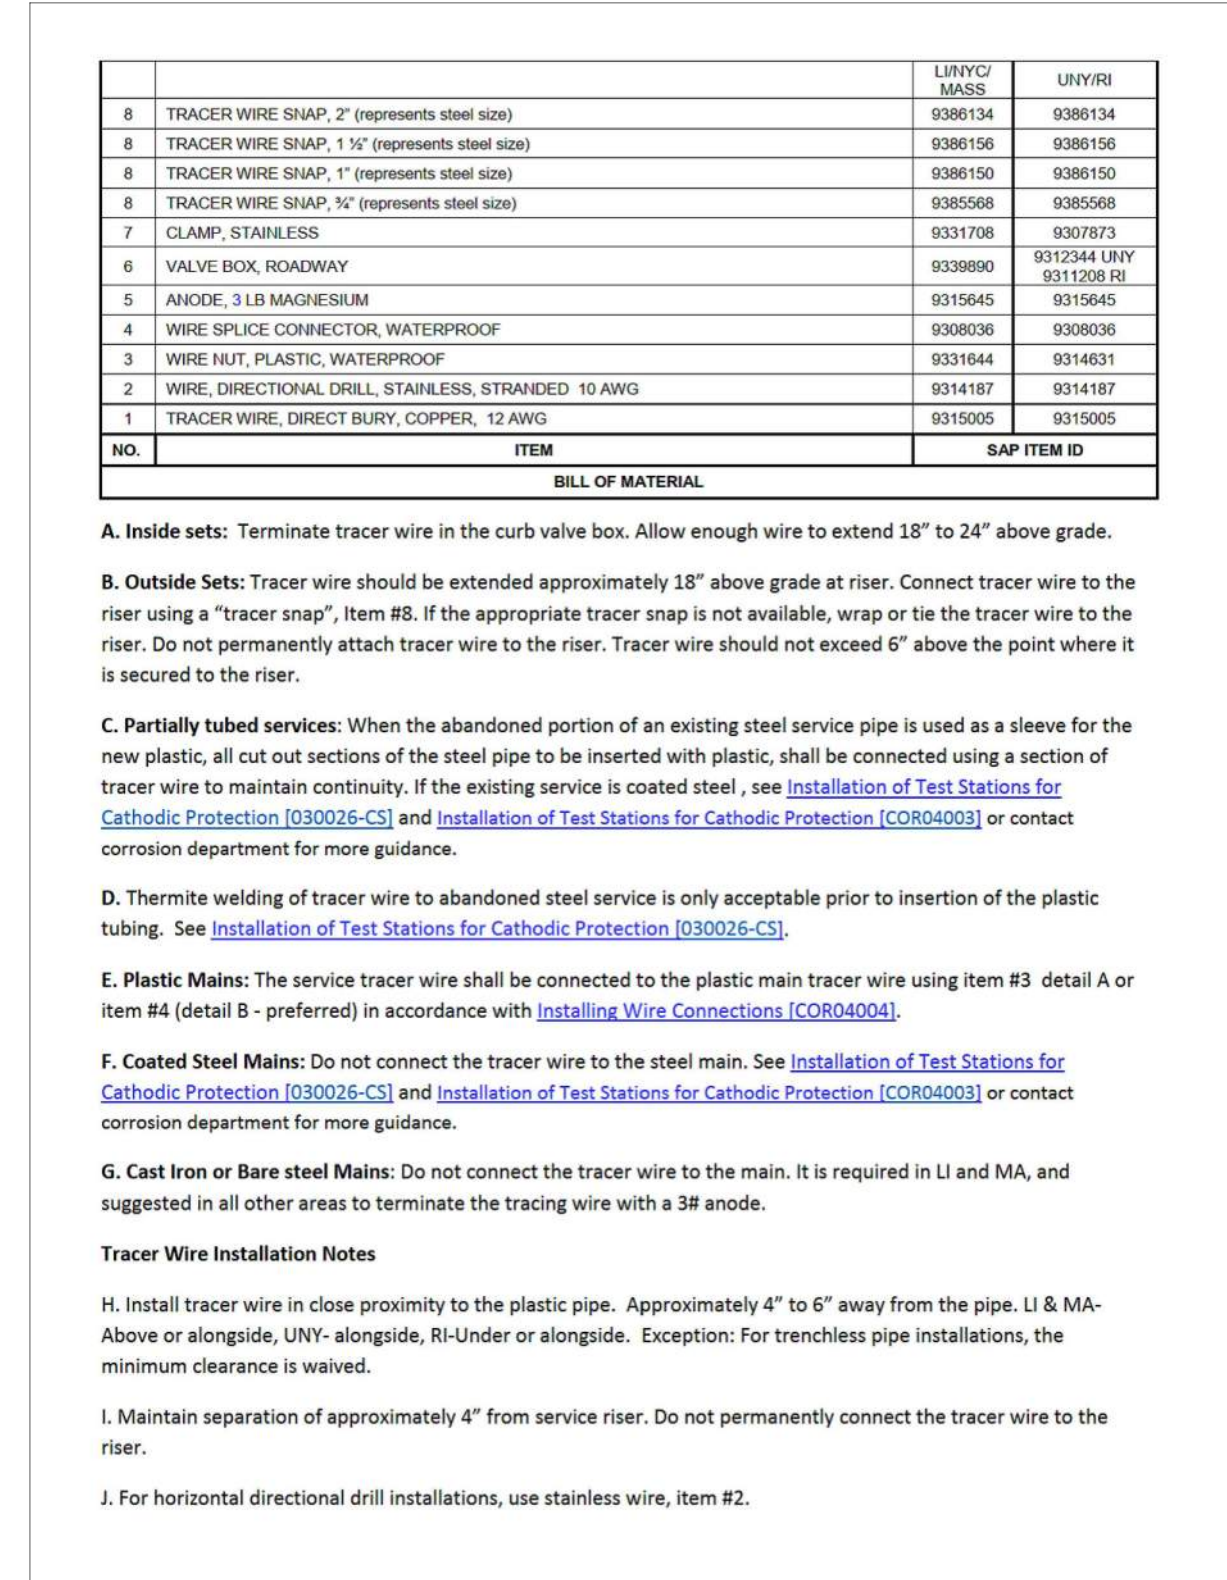 LI/NYC/ MASS UNY/RI
8 TRACER WIRE SNAP, 2" (represents steel size) 9386134 9386134
8 TRACER WIRE SNAP, 1 ½" (represents steel size) 9386156 9386156
8 TRACER WIRE SNAP, 1" (represents steel size) 9386150 9386150
8 TRACER WIRE SNAP, ¾" (represents steel size) 9385568 9385568
7 CLAMP, STAINLESS 9331708 9307873
6 VALVE BOX, ROADWAY 9339890 9312344 UNY 9311208 RI
5 ANODE, 3 LB MAGNESIUM 9315645 9315645
4 WIRE SPLICE CONNECTOR, WATERPROOF 9308036 9308036
3 WIRE NUT, PLASTIC, WATERPROOF 9331644 9314631
2 WIRE, DIRECTIONAL DRILL, STAINLESS, STRANDED 10 AWG 9314187 9314187
1 TRACER WIRE, DIRECT BURY, COPPER, 12 AWG 9315005 9315005
NO. ITEM SAP ITEM ID
BILL OF MATERIAL
A. Inside sets: Terminate tracer wire in the curb valve box. Allow enough wire to extend 18" to 24" above grade.
B. Outside Sets: Tracer wire should be extended approximately 18" above grade at riser. Connect tracer wire to the
riser using a "tracer snap", Item #8. If the appropriate tracer snap is not available, wrap or tie the tracer wire to the
riser. Do not permanently attach tracer wire to the riser. Tracer wire should not exceed 6" above the point where it
is secured to the riser.
C. Partially tubed services: When the abandoned portion of an existing steel service pipe is used as a sleeve for the
new plastic, all cut out sections of the steel pipe to be inserted with plastic, shall be connected using a section of
tracer wire to maintain continuity. If the existing service is coated steel , see Installation of Test Stations for
Cathodic Protection [030026-CS] and Installation of Test Stations for Cathodic Protection [COR04003] or contact
corrosion department for more guidance.
D. Thermite welding of tracer wire to abandoned steel service is only acceptable prior to insertion of the plastic
tubing. See Installation of Test Stations for Cathodic Protection [030026-CS].
E. Plastic Mains: The service tracer wire shall be connected to the plastic main tracer wire using item #3 detail A or
item #4 (detail B - preferred) in accordance with Installing Wire Connections [COR04004].
F. Coated Steel Mains: Do not connect the tracer wire to the steel main. See Installation of Test Stations for
Cathodic Protection [030026-CS] and Installation of Test Stations for Cathodic Protection [COR04003] or contact
corrosion department for more guidance.
G. Cast Iron or Bare steel Mains: Do not connect the tracer wire to the main. It is required in LI and MA, and
suggested in all other areas to terminate the tracing wire with a 3# anode.
Tracer Wire Installation Notes
H. Install tracer wire in close proximity to the plastic pipe. Approximately 4" to 6" away from the pipe. LI & MA-
Above or alongside, UNY- alongside, RI-Under or alongside. Exception: For trenchless pipe installations, the
minimum clearance is waived.
I. Maintain separation of approximately 4" from service riser. Do not permanently connect the tracer wire to the
riser.
J. For horizontal directional drill installations, use stainless wire, item #2.